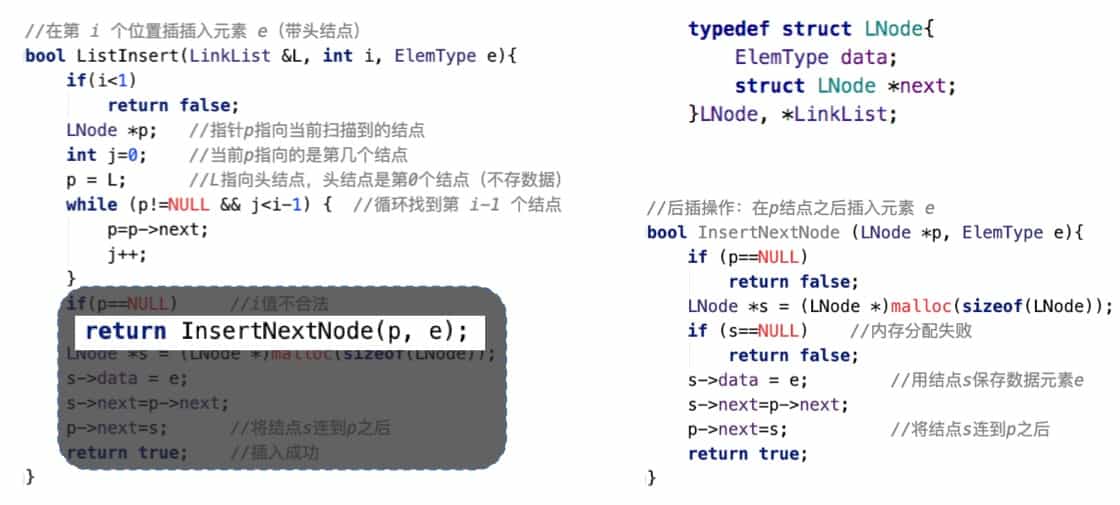 //在第 i 个位置插插入元素 e（带头结点）
bool ListInsert(LinkList &L, int i, ElemType e){
if(i<1)
return false;
LNode *p;   //指针p指向当前扫描到的结点
int j=0;    //当前p指向的是第几个结点
p = L;      //L指向头结点，头结点是第0个结点（不存数据）
while (p!=NULL && j<i-1) {  //循环找到第 i-1 个结点
p=p->next;
j++;
}
if(p==NULL)     //i值不合法
return InsertNextNode(p, e);
LNode *s = (LNode *)malloc(sizeof(LNode));
s->data = e;
s->next=p->next;
p->next=s;      //将结点s连到p之后
return true;    //插入成功
}
typedef struct LNode{
ElemType data;
struct LNode *next;
}LNode, *LinkList;
//后插操作：在p结点之后插入元素 e
bool InsertNextNode (LNode *p, ElemType e){
if (p==NULL)
return false;
LNode *s = (LNode *)malloc(sizeof(LNode));
if (s==NULL)    //内存分配失败
return false;
s->data = e;        //用结点s保存数据元素e
s->next=p->next;
p->next=s;          //将结点s连到p之后
return true;
}